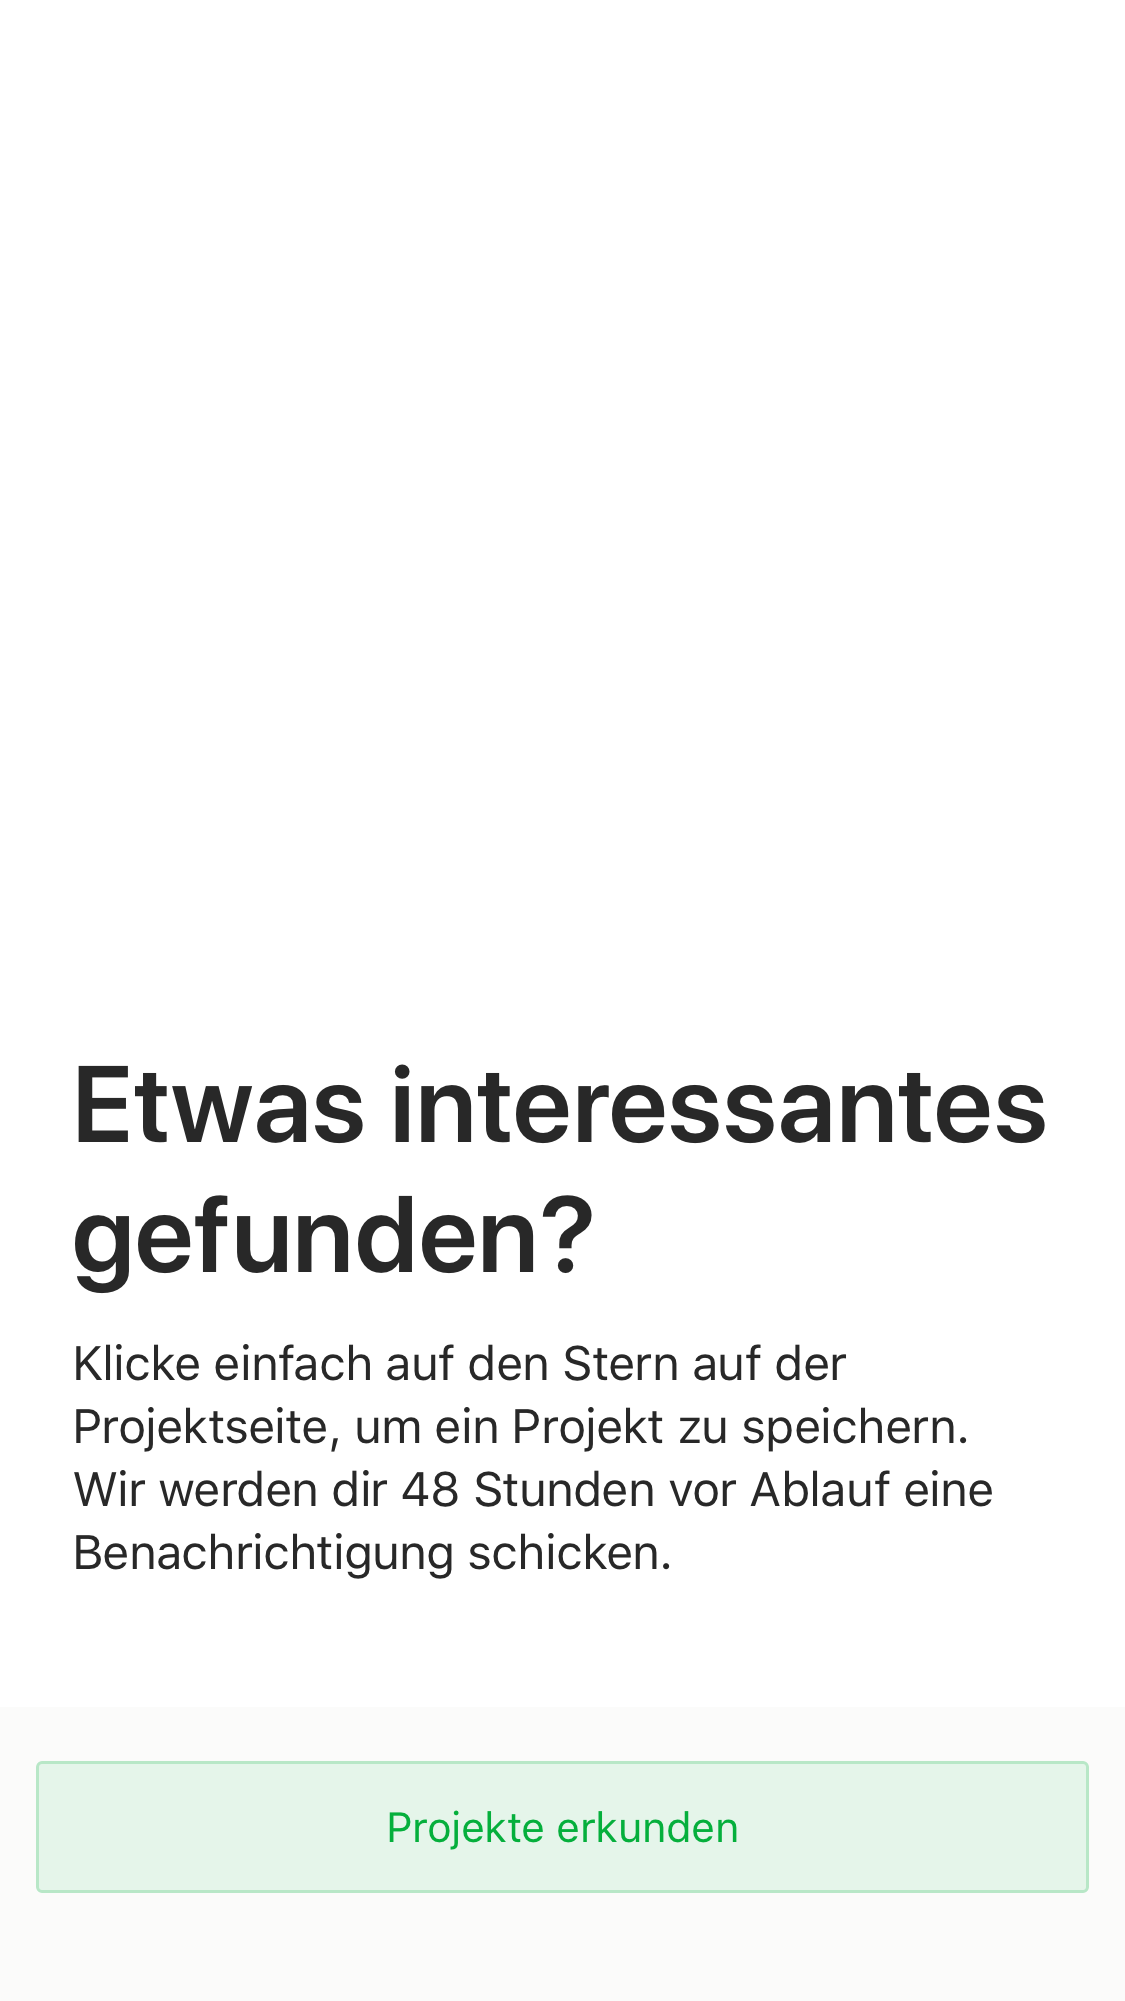 Etwas interessantes
gefunden?
Klicke einfach auf den Stern auf der
Projektseite, um ein Projekt zu speichern.
Wir werden dir 48 Stunden vor Ablauf eine
Benachrichtigung schicken.
Projekte erkunden